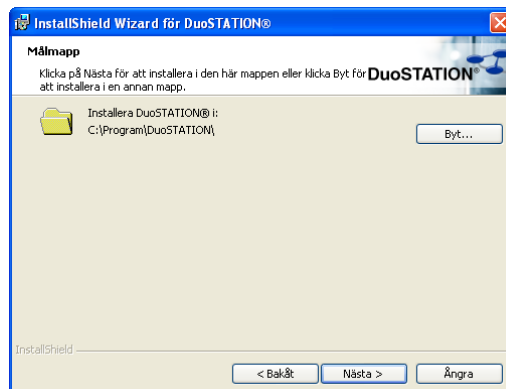 InstallShield Wizard för DuoSTATION®
Målmapp
Klicka på Nästa för att installera i den här mappen eller klicka Byt för
att installera i en annan mapp.
DuoSTATION®
Installera DuoSTATION® i:
C:\Program\DuoSTATION\
Byt...
InstallShield
< Bakåt
Nästa >
Ångra